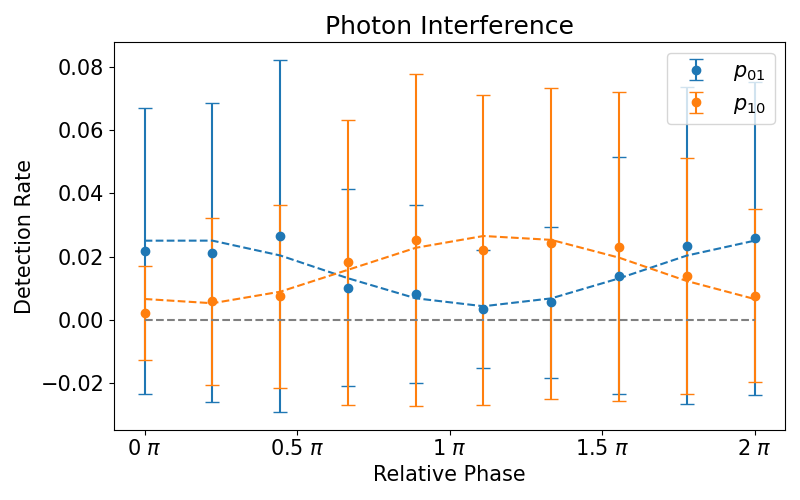 Photon Interference
0.08
0.06
0.04
0.02
0.00
−0.02
Detection Rate
p₀₁
p₁₀
0 π
0.5 π
1 π
1.5 π
2 π
Relative Phase